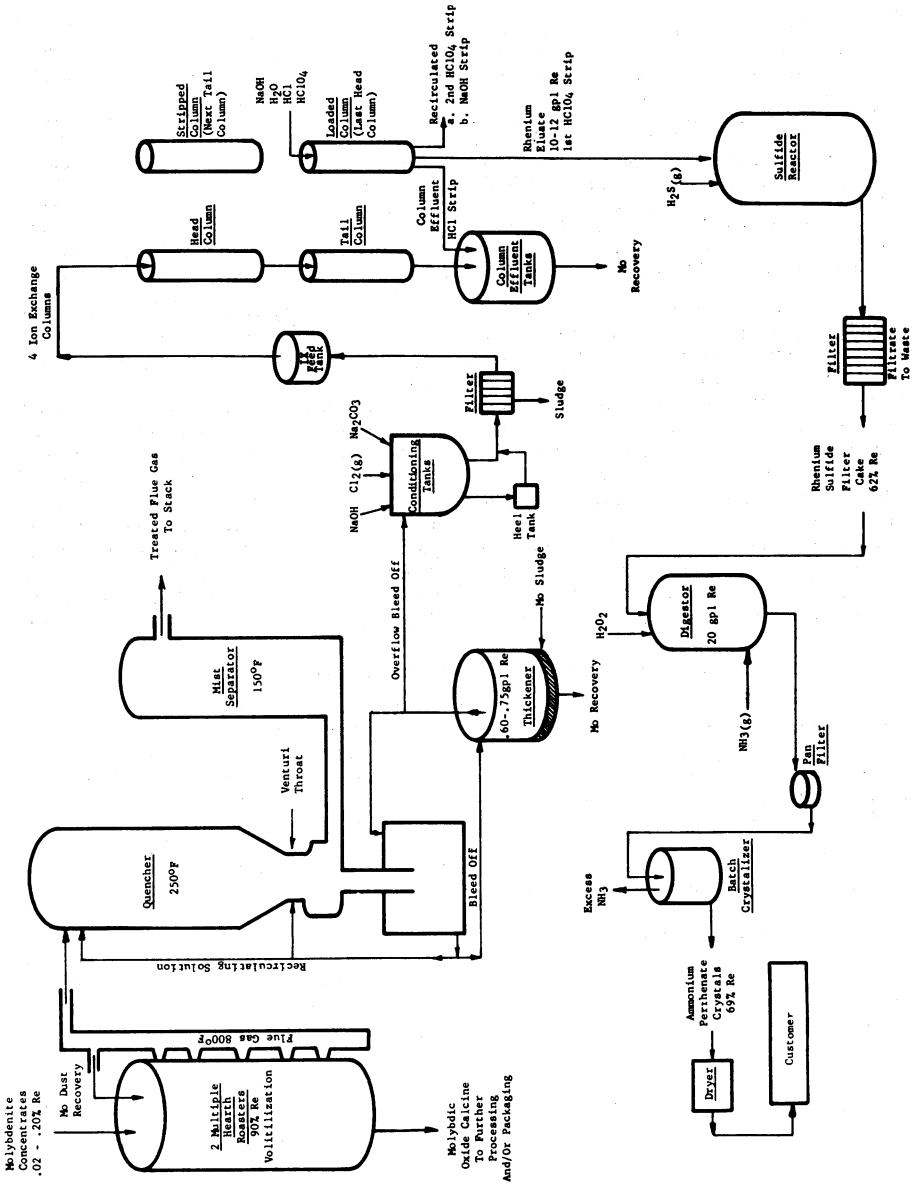 Molybdenite
Concentrates
.02 - .20% Re
Mo Dust
Recovery
2 Multiple
Hearth
Roasters
90% Re
Volitilization
Flue Gas 800°F
Molybdic
Oxide Calcine
To Further
Processing
And/Or Packaging
Recirculating Solution
Quencher
250°F
Venturi
Throat
Bleed Off
Mist
Separator
150°F
Treated Flue Gas
To Stack
Overflow Bleed Off
.60-.75gpl Re
Thickener
Mo Sludge
Mo Recovery
NaOH
Cl2(g)
Na2CO3
Conditioning
Tanks
Heel
Tank
Filter
Sludge
IX
Feed
Tank
4 Ion Exchange
Columns
Head
Column
Tail
Column
Stripped
Column
(Next Tail
Column)
NaOH
H2O
HCl
HClO4
Loaded
Column
(Last Head
Column)
Column
Effluent
HCl Strip
Column
Effluent
Tanks
Mo
Recovery
Recirculated
a. 2nd HClO4 Strip
b. NaOH Strip
Rhenium
Eluate
10-12 gpl Re
1st HClO4 Strip
H2S(g)
Sulfide
Reactor
Filter
Filtrate
To Waste
Rhenium
Sulfide
Filter
Cake
62% Re
H2O2
Digestor
20 gpl Re
NH3(g)
Pan
Filter
Excess
NH3
Batch
Crystalizer
Ammonium
Perrhenate
Crystals
69% Re
Dryer
Customer